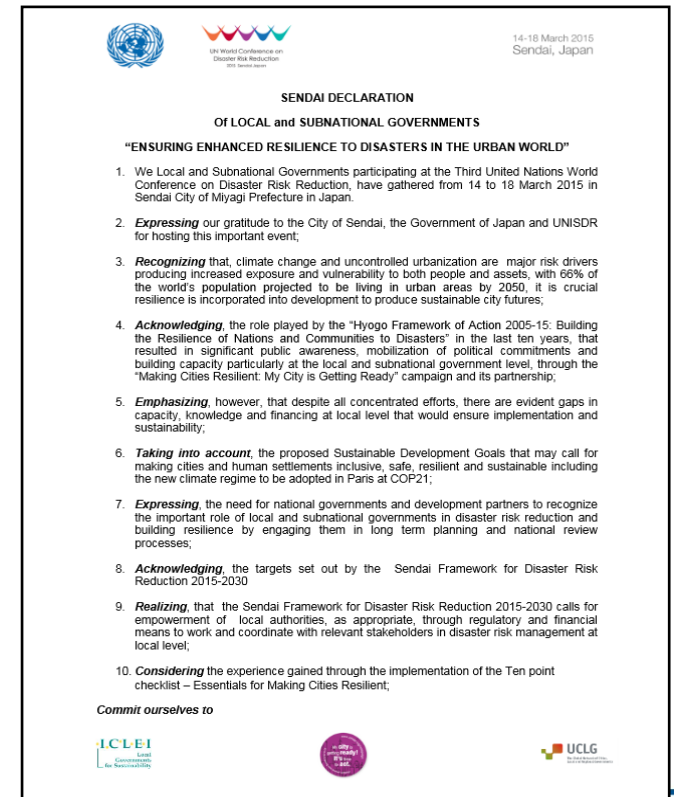 UN World Conference on
Disaster Risk Reduction
2015 Sendai Japan
14-18 March 2015
Sendai, Japan
SENDAI DECLARATION
Of LOCAL and SUBNATIONAL GOVERNMENTS
“ENSURING ENHANCED RESILIENCE TO DISASTERS IN THE URBAN WORLD”
1. We Local and Subnational Governments participating at the Third United Nations World
Conference on Disaster Risk Reduction, have gathered from 14 to 18 March 2015 in
Sendai City of Miyagi Prefecture in Japan.
2. Expressing our gratitude to the City of Sendai, the Government of Japan and UNISDR
for hosting this important event;
3. Recognizing that, climate change and uncontrolled urbanization are major risk drivers
producing increased exposure and vulnerability to both people and assets, with 66% of
the world’s population projected to be living in urban areas by 2050, it is crucial
resilience is incorporated into development to produce sustainable city futures;
4. Acknowledging, the role played by the “Hyogo Framework of Action 2005-15: Building
the Resilience of Nations and Communities to Disasters” in the last ten years, that
resulted in significant public awareness, mobilization of political commitments and
building capacity particularly at the local and subnational government level, through the
“Making Cities Resilient: My City is Getting Ready” campaign and its partnership;
5. Emphasizing, however, that despite all concentrated efforts, there are evident gaps in
capacity, knowledge and financing at local level that would ensure implementation and
sustainability;
6. Taking into account, the proposed Sustainable Development Goals that may call for
making cities and human settlements inclusive, safe, resilient and sustainable including
the new climate regime to be adopted in Paris at COP21;
7. Expressing, the need for national governments and development partners to recognize
the important role of local and subnational governments in disaster risk reduction and
building resilience by engaging them in long term planning and national review
processes;
8. Acknowledging, the targets set out by the Sendai Framework for Disaster Risk
Reduction 2015-2030
9. Realizing, that the Sendai Framework for Disaster Risk Reduction 2015-2030 calls for
empowerment of local authorities, as appropriate, through regulatory and financial
means to work and coordinate with relevant stakeholders in disaster risk management at
local level;
10. Considering the experience gained through the implementation of the Ten point
checklist – Essentials for Making Cities Resilient;
Commit ourselves to
I.C.L.E.I
Local
Governments
for Sustainability
My city is
getting ready!
It's time
to act.
UCLG